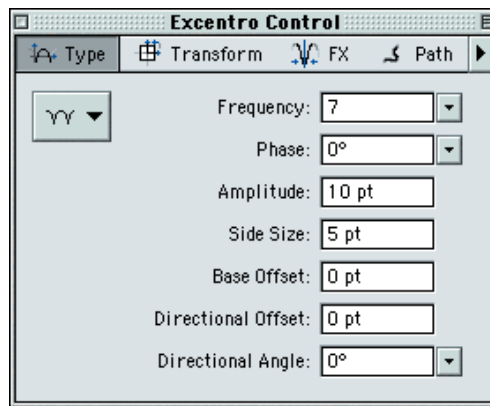 Excentro Control
Type Transform FX Path
Frequency: 7
Phase: 0°
Amplitude: 10 pt
Side Size: 5 pt
Base Offset: 0 pt
Directional Offset: 0 pt
Directional Angle: 0°